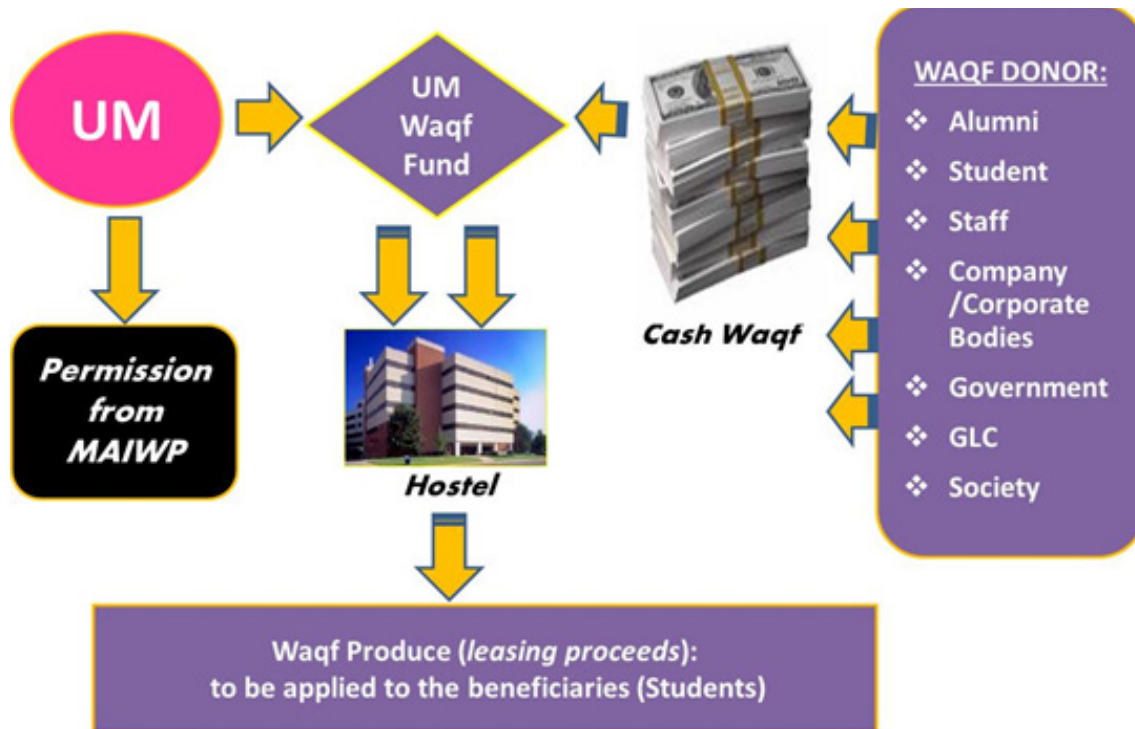 UM
UM
Waqf
Fund
Cash Waqf
WAQF DONOR:
❖ Alumni
❖ Student
❖ Staff
❖ Company
/Corporate
Bodies
❖ Government
❖ GLC
❖ Society
Permission
from
MAIWP
Hostel
Waqf Produce (leasing proceeds):
to be applied to the beneficiaries (Students)